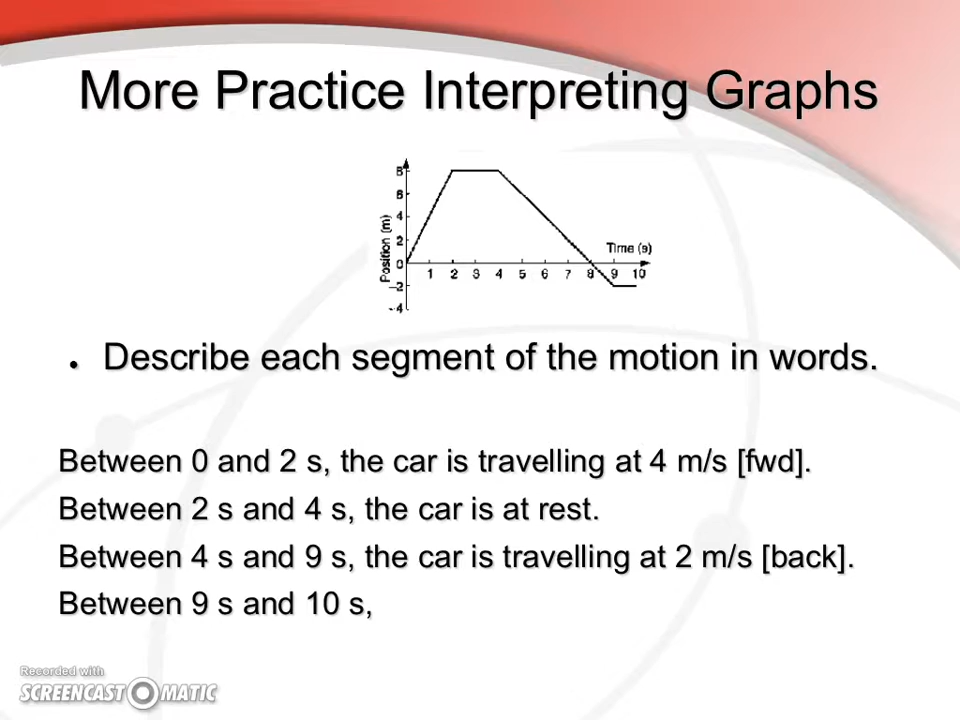 More Practice Interpreting Graphs
8
6
4
2
0
-2
-4
Position (m)
Time (s)
1 2 3 4 5 6 7 8 9 10
• Describe each segment of the motion in words.
Between 0 and 2 s, the car is travelling at 4 m/s [fwd].
Between 2 s and 4 s, the car is at rest.
Between 4 s and 9 s, the car is travelling at 2 m/s [back].
Between 9 s and 10 s,
Recorded with
SCREENCAST MATIC